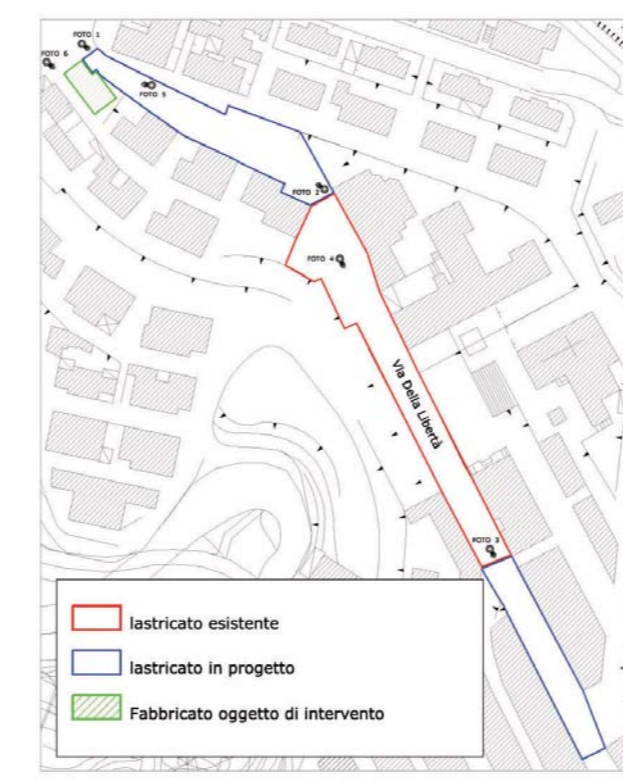 FOTO 1
FOTO 6
FOTO 5
FOTO 2
FOTO 4
Via Della Libertà
FOTO 3
lastricato esistente
lastricato in progetto
Fabbricato oggetto di intervento